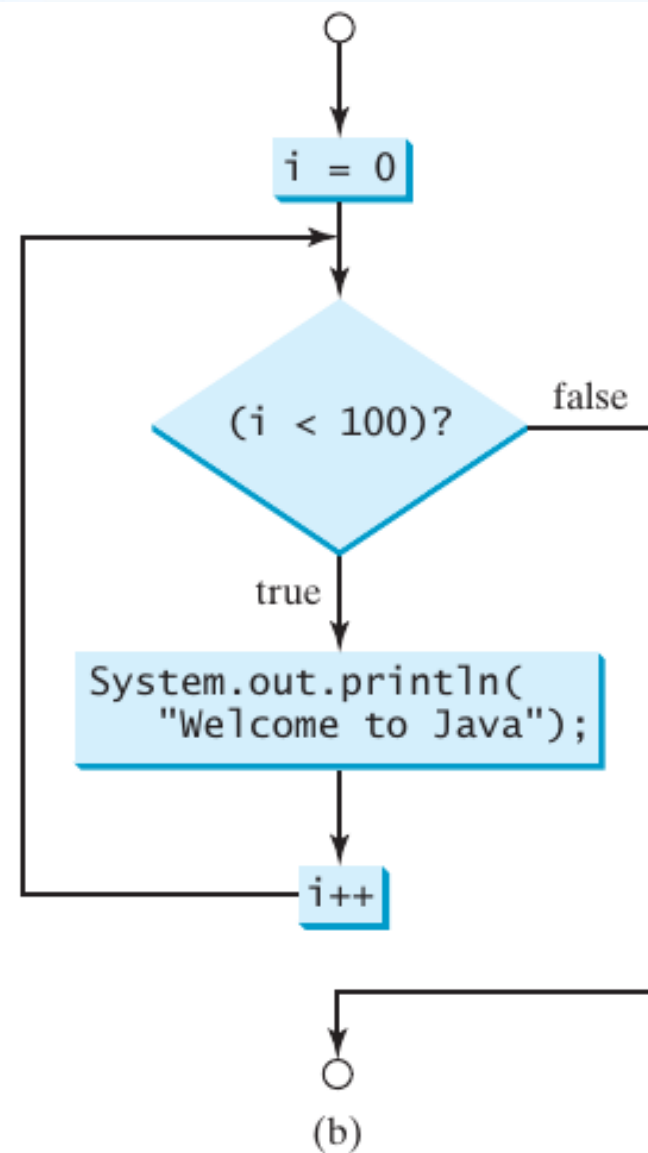 i = 0
(i < 100)?
false
true
System.out.println(
"Welcome to Java");
i++
(b)